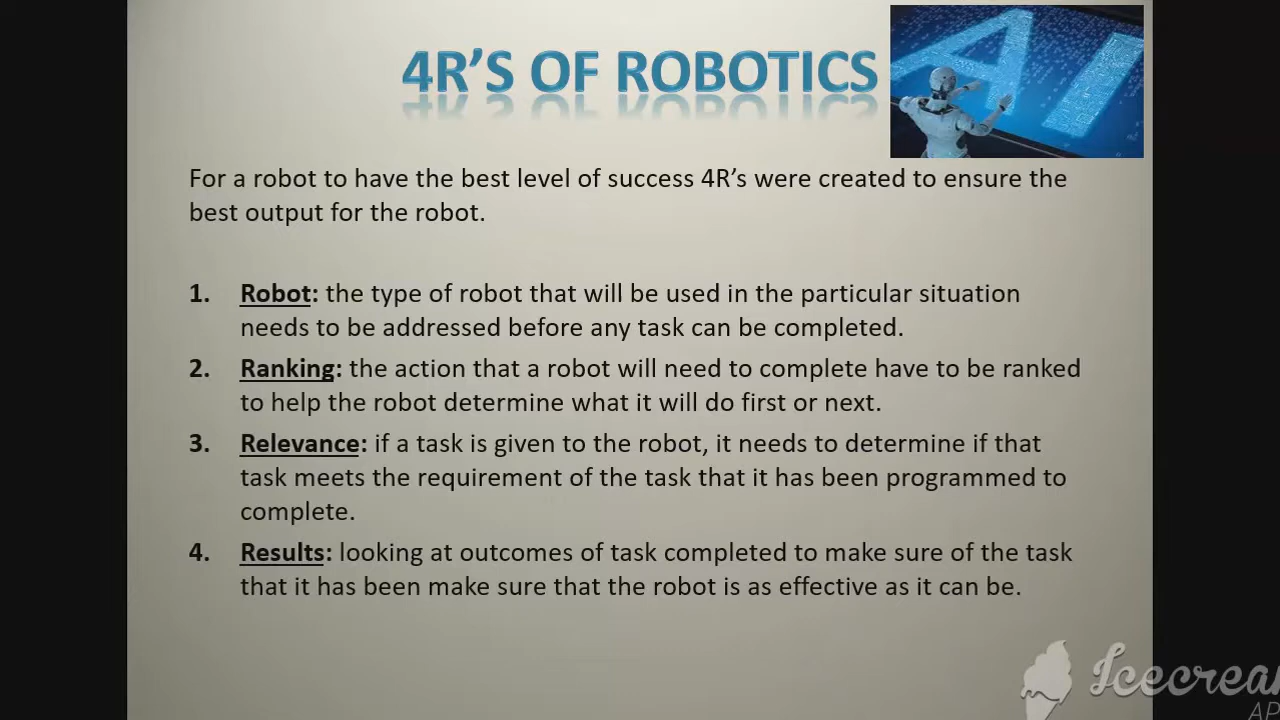 4R’S OF ROBOTICS
AI
For a robot to have the best level of success 4R’s were created to ensure the
best output for the robot.
1. Robot: the type of robot that will be used in the particular situation
needs to be addressed before any task can be completed.
2. Ranking: the action that a robot will need to complete have to be ranked
to help the robot determine what it will do first or next.
3. Relevance: if a task is given to the robot, it needs to determine if that
task meets the requirement of the task that it has been programmed to
complete.
4. Results: looking at outcomes of task completed to make sure of the task
that it has been make sure that the robot is as effective as it can be.
Icecrea
AP